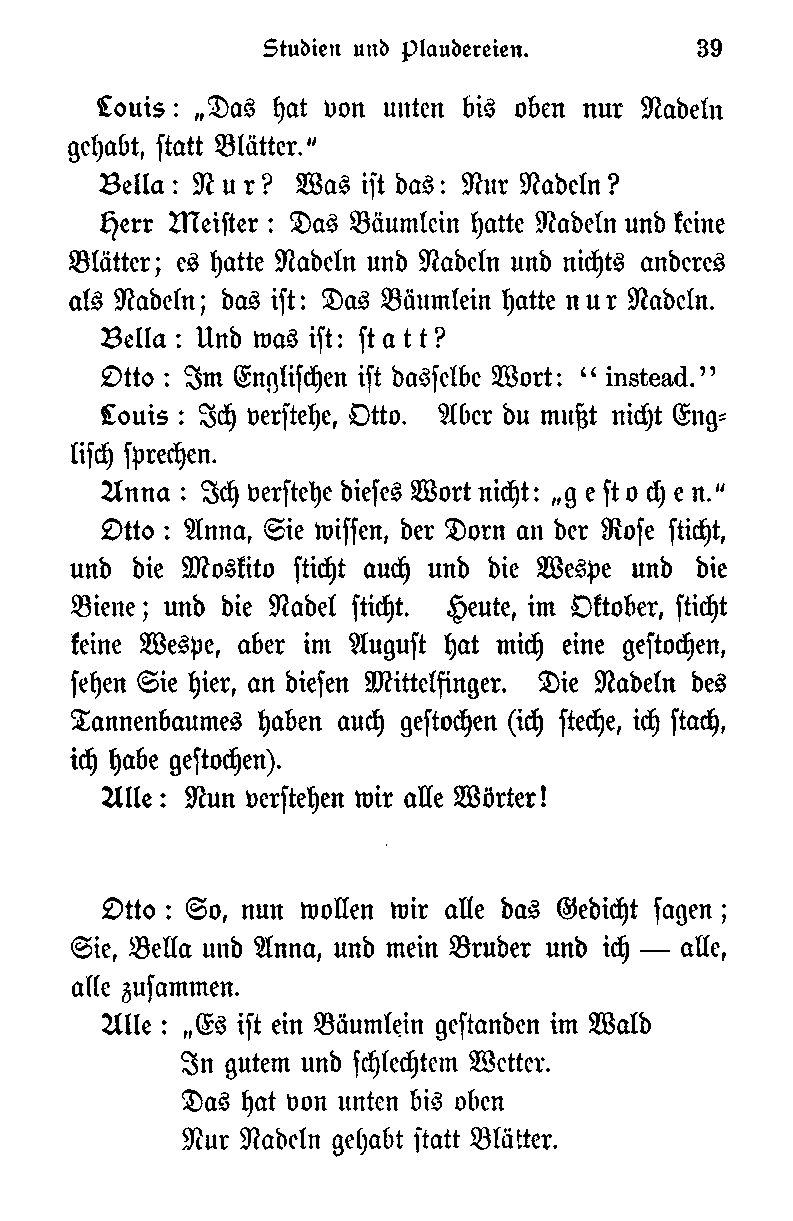 Studien und Plaudereien. 39
Louis: „Das hat von unten bis oben nur Nadeln
gehabt, statt Blätter."
Bella: Nur? Was ist das: Nur Nadeln?
Herr Meister: Das Bäumlein hatte Nadeln und keine
Blätter; es hatte Nadeln und Nadeln und nichts anderes
als Nadeln; das ist: Das Bäumlein hatte nur Nadeln.
Bella: Und was ist: statt?
Otto: Im Englischen ist dasselbe Wort: “instead.”
Louis: Ich verstehe, Otto. Aber du mußt nicht Eng-
lisch sprechen.
Anna: Ich verstehe dieses Wort nicht: „gestochen."
Otto: Anna, Sie wissen, der Dorn an der Rose sticht,
und die Moskito sticht auch und die Wespe und die
Biene; und die Nadel sticht. Heute, im Oktober, sticht
keine Wespe, aber im August hat mich eine gestochen,
sehen Sie hier, an diesen Mittelfinger. Die Nadeln des
Tannenbaumes haben auch gestochen (ich steche, ich stach,
ich habe gestochen).
Alle: Nun verstehen wir alle Wörter!
Otto: So, nun wollen wir alle das Gedicht sagen;
Sie, Bella und Anna, und mein Bruder und ich — alle,
alle zusammen.
Alle: „Es ist ein Bäumlein gestanden im Wald
In gutem und schlechtem Wetter.
Das hat von unten bis oben
Nur Nadeln gehabt statt Blätter.